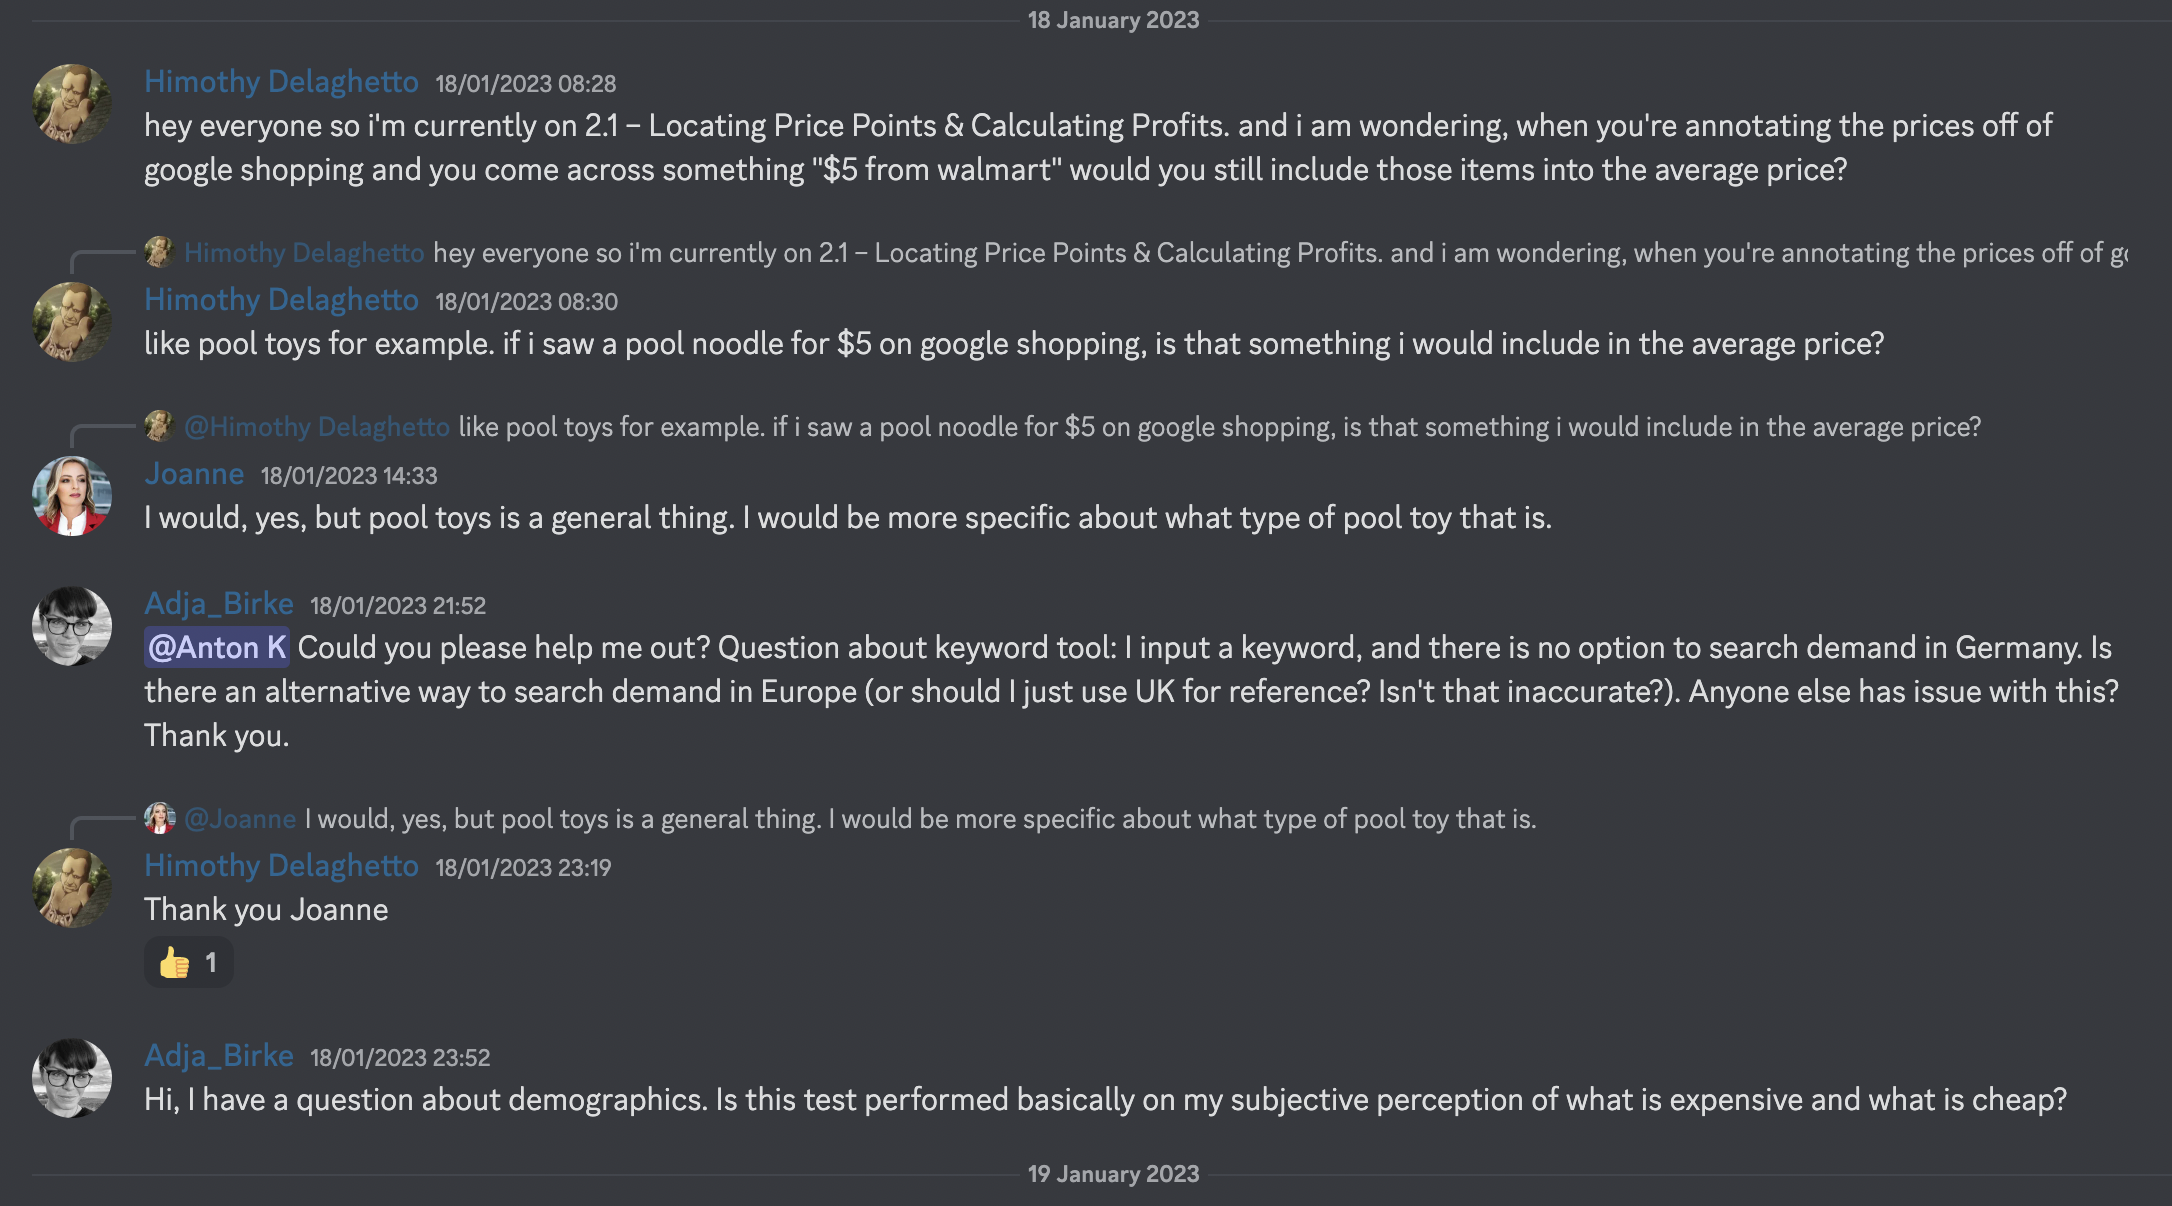 18 January 2023
Himothy Delaghetto 18/01/2023 08:28
hey everyone so i'm currently on 2.1 – Locating Price Points & Calculating Profits. and i am wondering, when you're annotating the prices off of
google shopping and you come across something "$5 from walmart" would you still include those items into the average price?
Himothy Delaghetto hey everyone so i'm currently on 2.1 – Locating Price Points & Calculating Profits. and i am wondering, when you're annotating the prices off of
Himothy Delaghetto 18/01/2023 08:30
like pool toys for example. if i saw a pool noodle for $5 on google shopping, is that something i would include in the average price?
@Himothy Delaghetto like pool toys for example. if i saw a pool noodle for $5 on google shopping, is that something i would include in the average price?
Joanne 18/01/2023 14:33
I would, yes, but pool toys is a general thing. I would be more specific about what type of pool toy that is.
Adja_Birke 18/01/2023 21:52
@Anton K Could you please help me out? Question about keyword tool: I input a keyword, and there is no option to search demand in Germany. Is
there an alternative way to search demand in Europe (or should I just use UK for reference? Isn't that inaccurate?). Anyone else has issue with this?
Thank you.
@Joanne I would, yes, but pool toys is a general thing. I would be more specific about what type of pool toy that is.
Himothy Delaghetto 18/01/2023 23:19
Thank you Joanne
👍 1
Adja_Birke 18/01/2023 23:52
Hi, I have a question about demographics. Is this test performed basically on my subjective perception of what is expensive and what is cheap?
19 January 2023